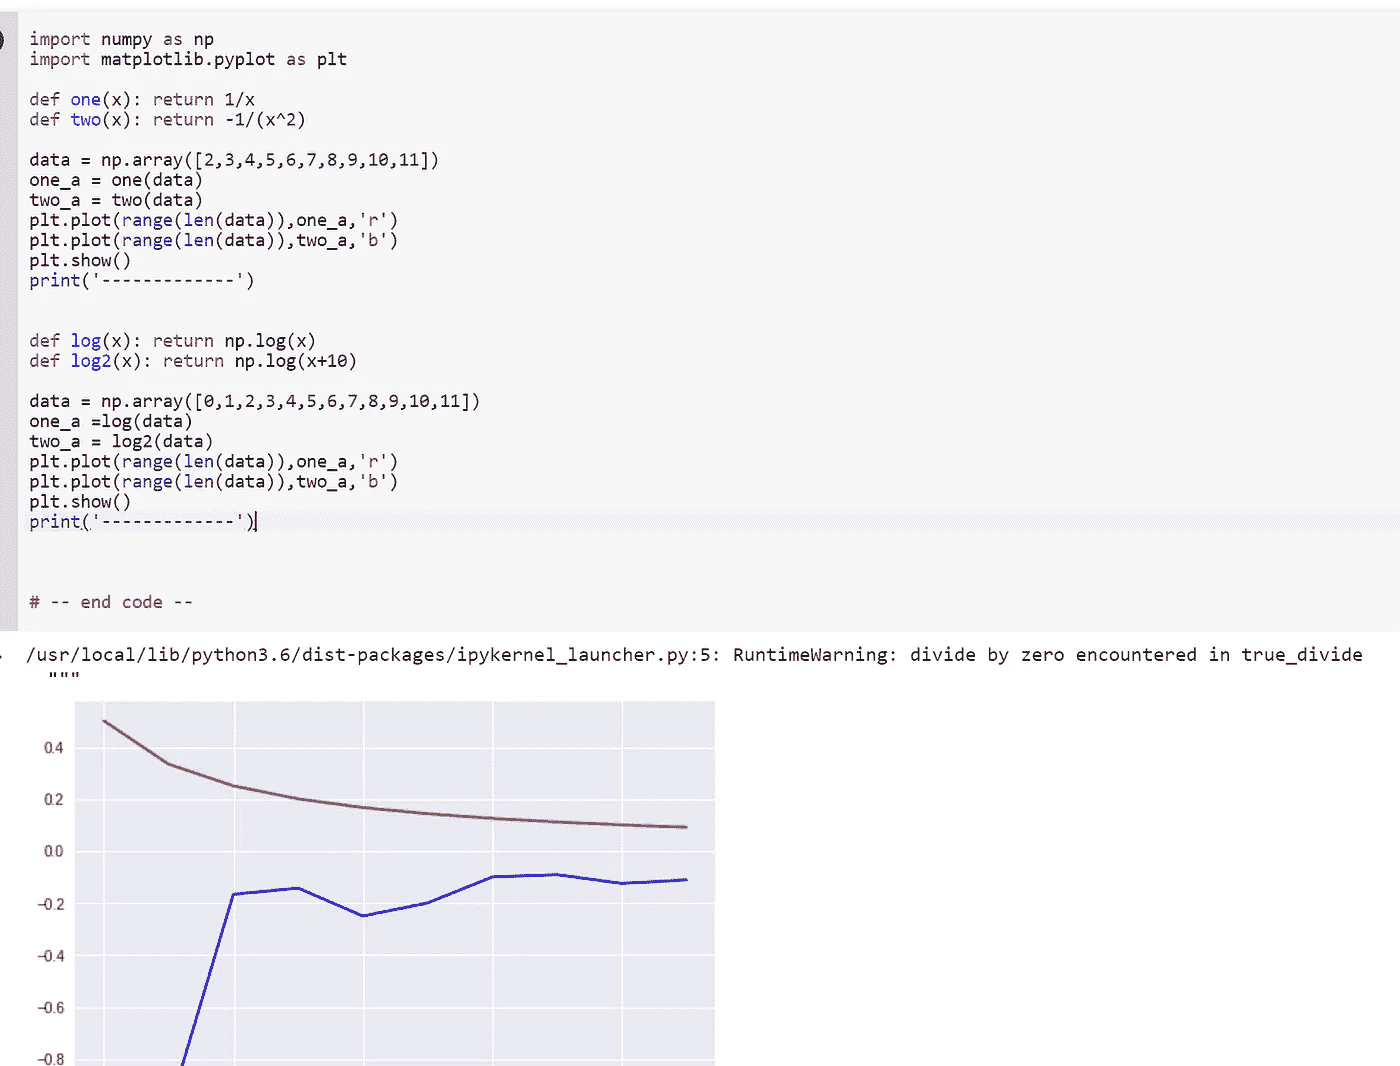 import numpy as np
import matplotlib.pyplot as plt
def one(x): return 1/x
def two(x): return -1/(x^2)
data = np.array([2,3,4,5,6,7,8,9,10,11])
one_a = one(data)
two_a = two(data)
plt.plot(range(len(data)),one_a,'r')
plt.plot(range(len(data)),two_a,'b')
plt.show()
print('-------------')
def log(x): return np.log(x)
def log2(x): return np.log(x+10)
data = np.array([0,1,2,3,4,5,6,7,8,9,10,11])
one_a =log(data)
two_a = log2(data)
plt.plot(range(len(data)),one_a,'r')
plt.plot(range(len(data)),two_a,'b')
plt.show()
print('-------------')
# -- end code --
/usr/local/lib/python3.6/dist-packages/ipykernel_launcher.py:5: RuntimeWarning: divide by zero encountered in true_divide
"""
0.4
0.2
0.0
−0.2
−0.4
−0.6
−0.8